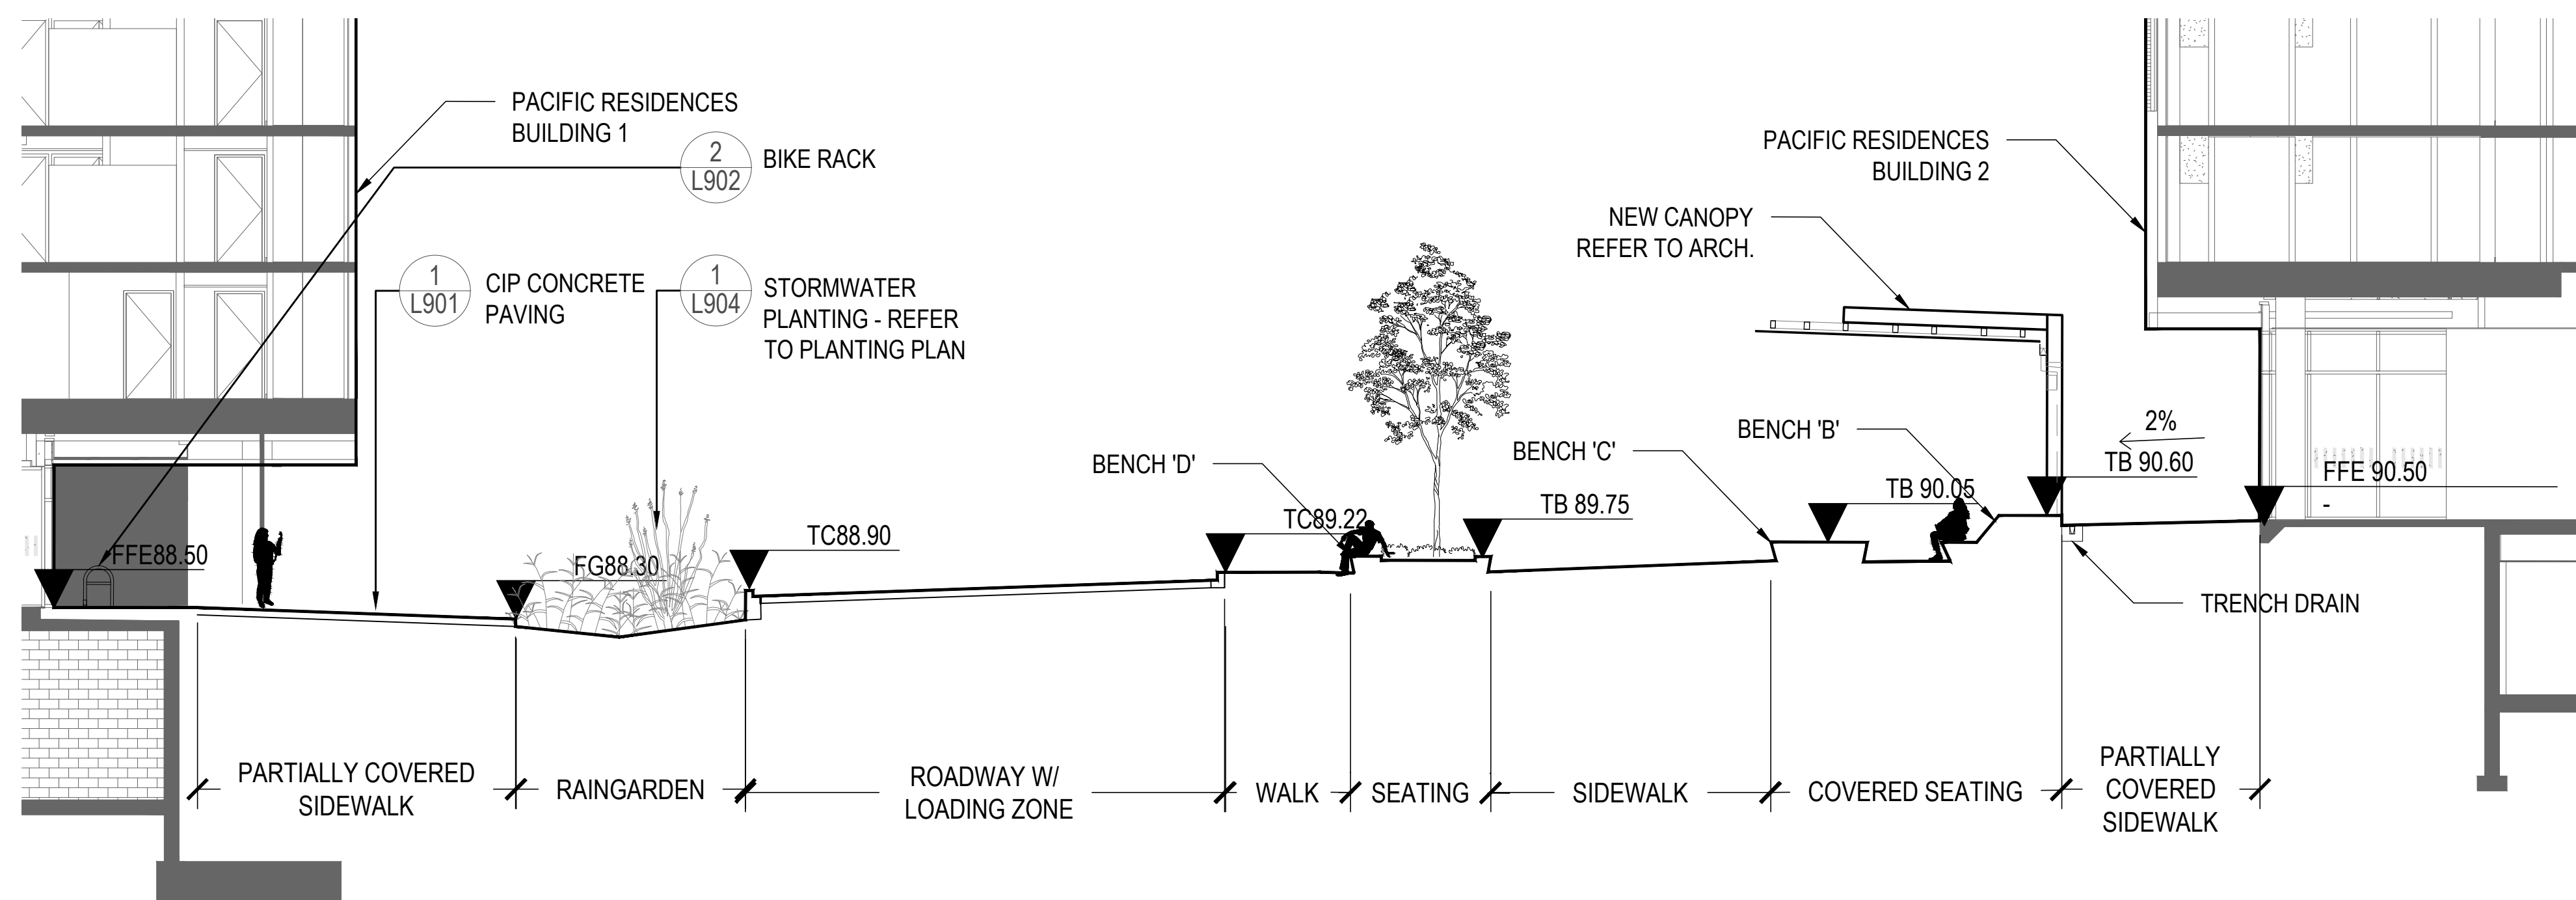 PACIFIC RESIDENCES
BUILDING 1
2
L902
BIKE RACK
PACIFIC RESIDENCES
BUILDING 2
NEW CANOPY
REFER TO ARCH.
1
L901
CIP CONCRETE
PAVING
1
L904
STORMWATER
PLANTING - REFER
TO PLANTING PLAN
BENCH 'D'
BENCH 'C'
BENCH 'B'
2%
TB 90.60
FFE 90.50
-
TB 90.05
TB 89.75
TC89.22
TC88.90
FG88.30
FFE88.50
TRENCH DRAIN
PARTIALLY COVERED
SIDEWALK
RAINGARDEN
ROADWAY W/
LOADING ZONE
WALK
SEATING
SIDEWALK
COVERED SEATING
PARTIALLY
COVERED
SIDEWALK